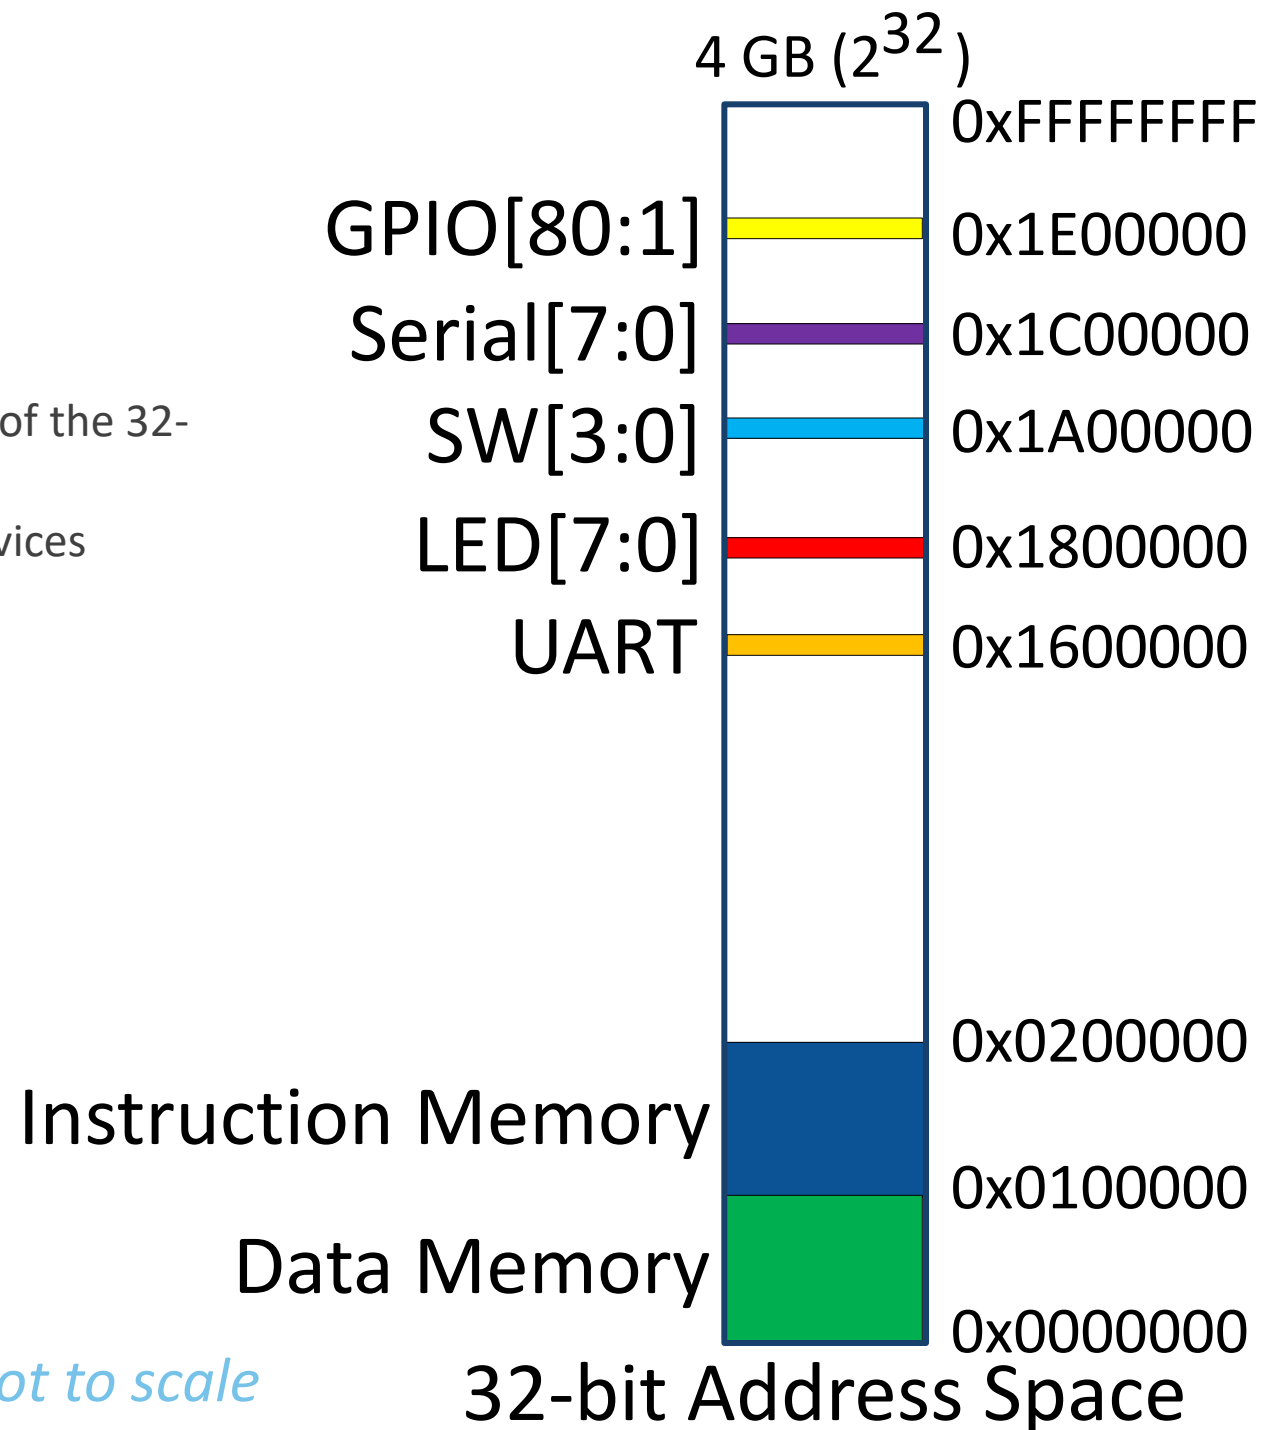 4 GB (2^32)
0xFFFFFFFF
GPIO[80:1] 0x1E00000
Serial[7:0] 0x1C00000
of the 32-
SW[3:0] 0x1A00000
vices
LED[7:0] 0x1800000
UART 0x1600000
0x0200000
Instruction Memory
0x0100000
Data Memory
0x0000000
ot to scale
32-bit Address Space